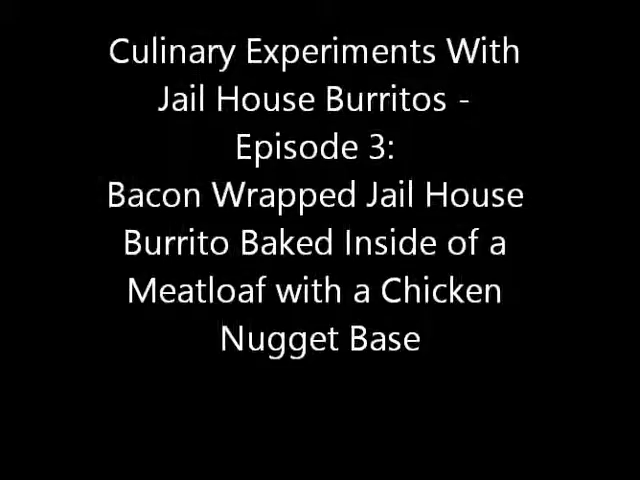 Culinary Experiments With
Jail House Burritos -
Episode 3:
Bacon Wrapped Jail House
Burrito Baked Inside of a
Meatloaf with a Chicken
Nugget Base